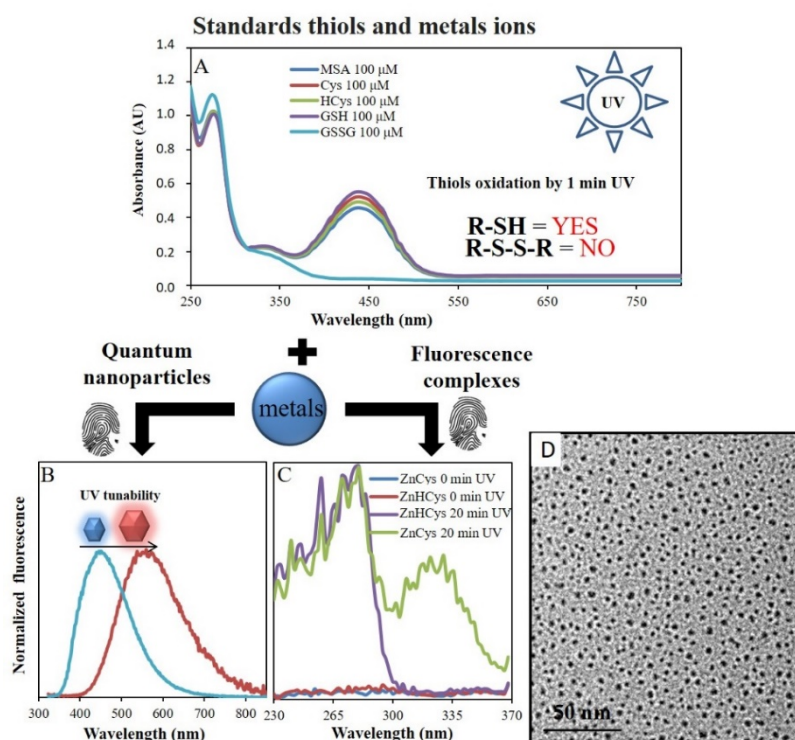 Standards thiols and metals ions
A
MSA 100 µM
Cys 100 µM
HCys 100 µM
GSH 100 µM
GSSG 100 µM
UV
Thiols oxidation by 1 min UV
R-SH = YES
R-S-S-R = NO
Absorbance (AU)
1.4
1.2
1.0
0.8
0.6
0.4
0.2
0.0
250 350 450 550 650 750
Wavelength (nm)
+
Quantum
nanoparticles
Fluorescence
complexes
metals
B
UV tunability
Normalized fluorescence
300 400 500 600 700 800
C
ZnCys 0 min UV
ZnHCys 0 min UV
ZnHCys 20 min UV
ZnCys 20 min UV
230 265 300 335 370
Wavelength (nm)
D
50 nm